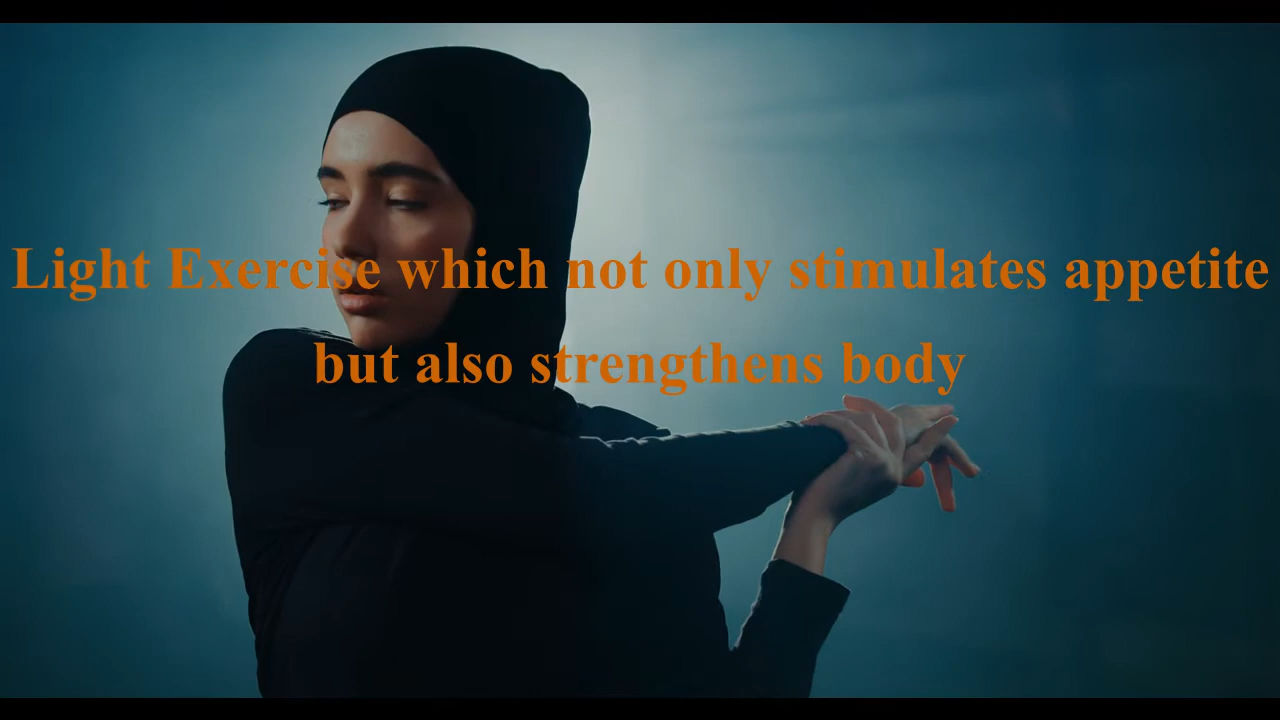 Light Exercise which not only stimulates appetite
but also strengthens body